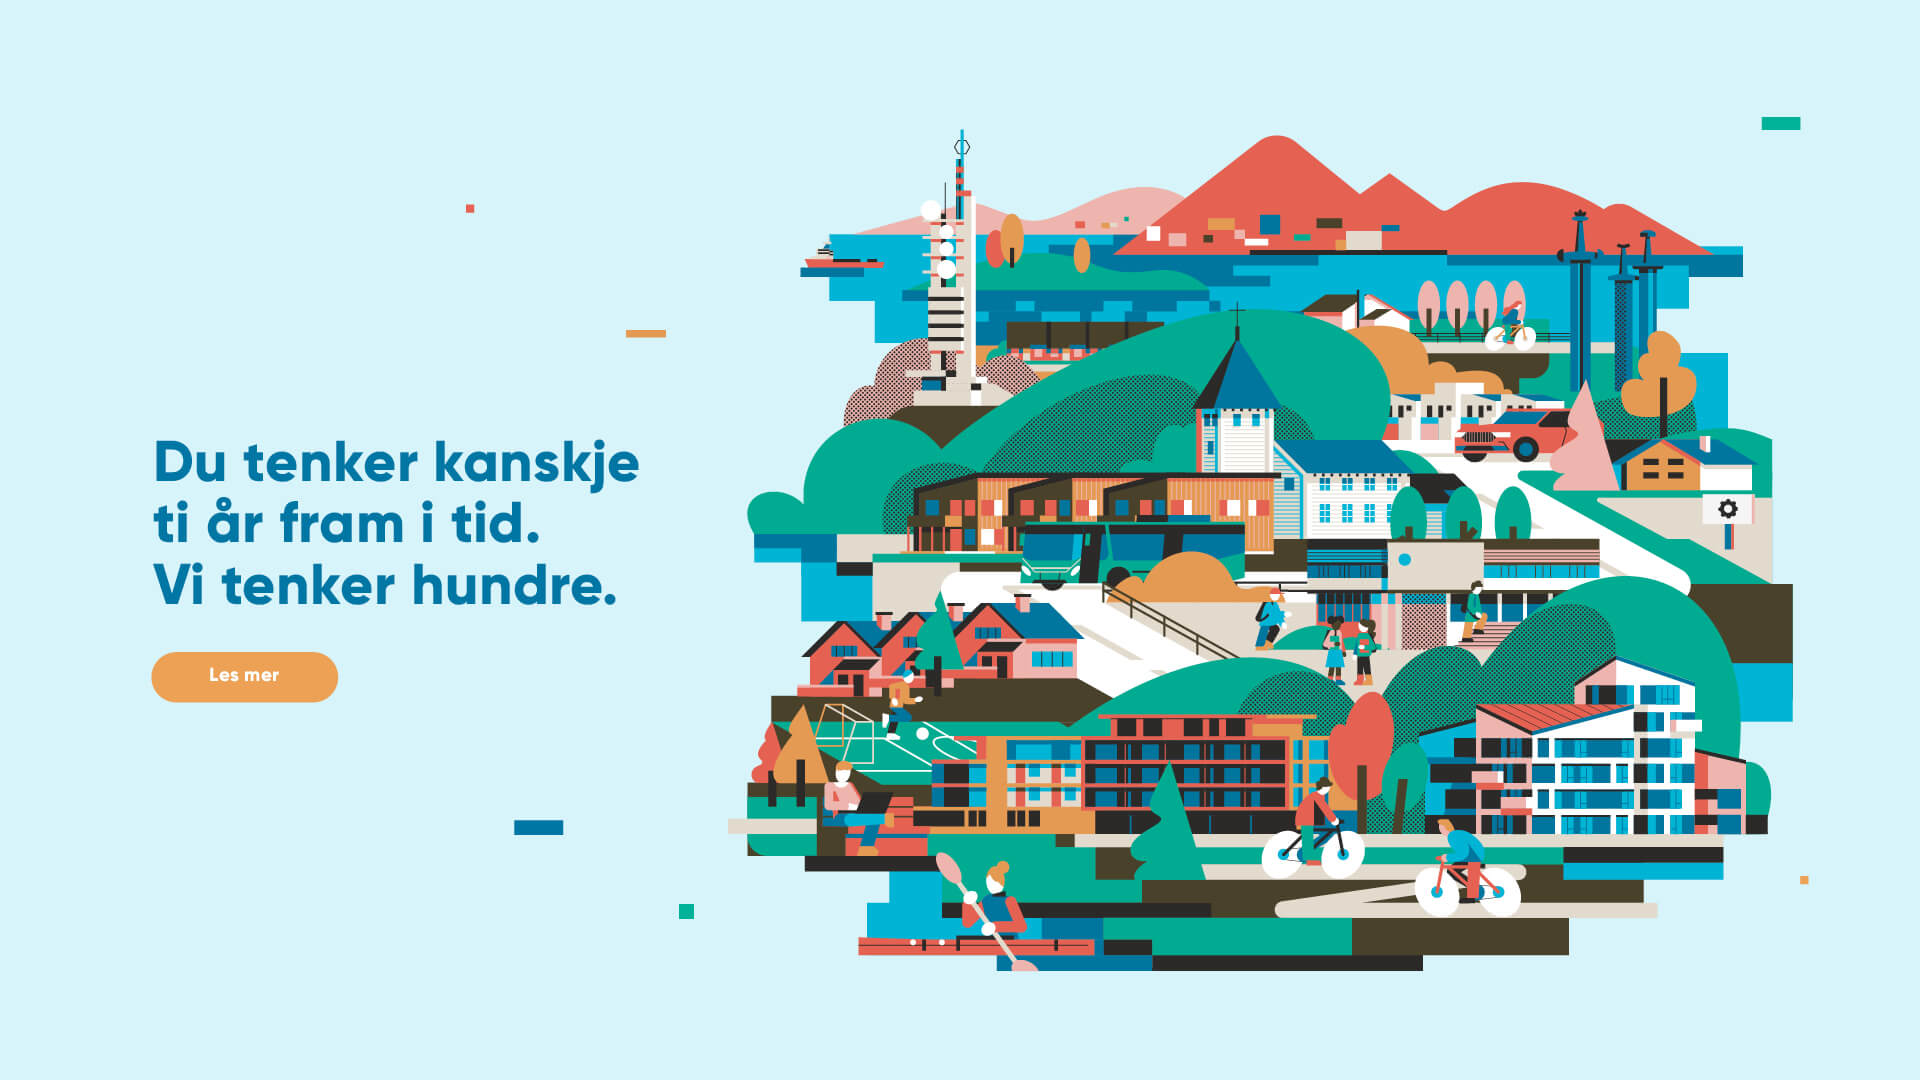 Du tenker kanskje
ti år fram i tid.
Vi tenker hundre.
Les mer